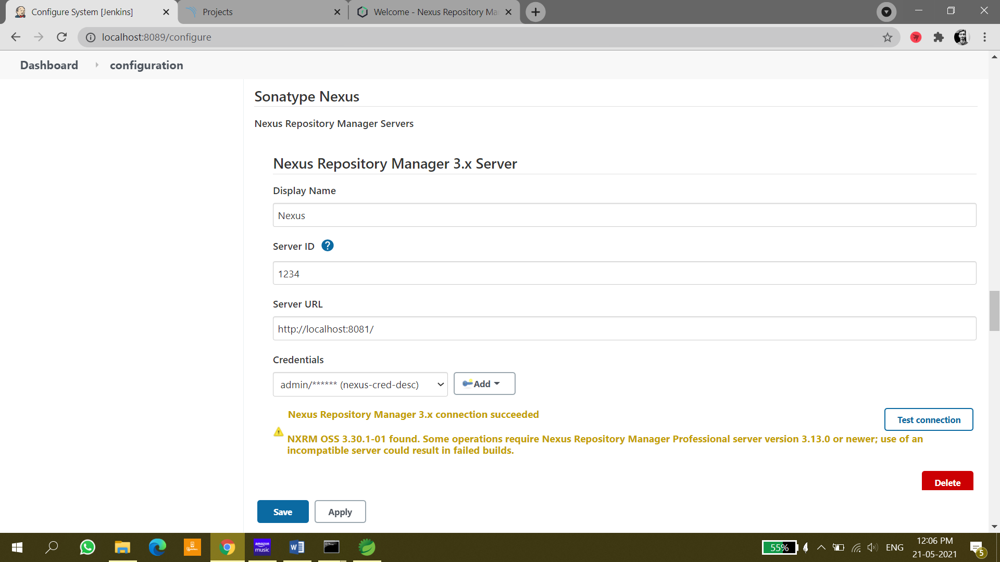 Configure System [Jenkins]
Projects
Welcome - Nexus Repository Ma
localhost:8089/configure
Dashboard
configuration
Sonatype Nexus
Nexus Repository Manager Servers
Nexus Repository Manager 3.x Server
Display Name
Nexus
Server ID ?
1234
Server URL
http://localhost:8081/
Credentials
admin/****** (nexus-cred-desc)
Add
Nexus Repository Manager 3.x connection succeeded
Test connection
NXRM OSS 3.30.1-01 found. Some operations require Nexus Repository Manager Professional server version 3.13.0 or newer; use of an
incompatible server could result in failed builds.
Delete
Save
Apply
amazon
music
55%
ENG
12:06 PM
21-05-2021
5